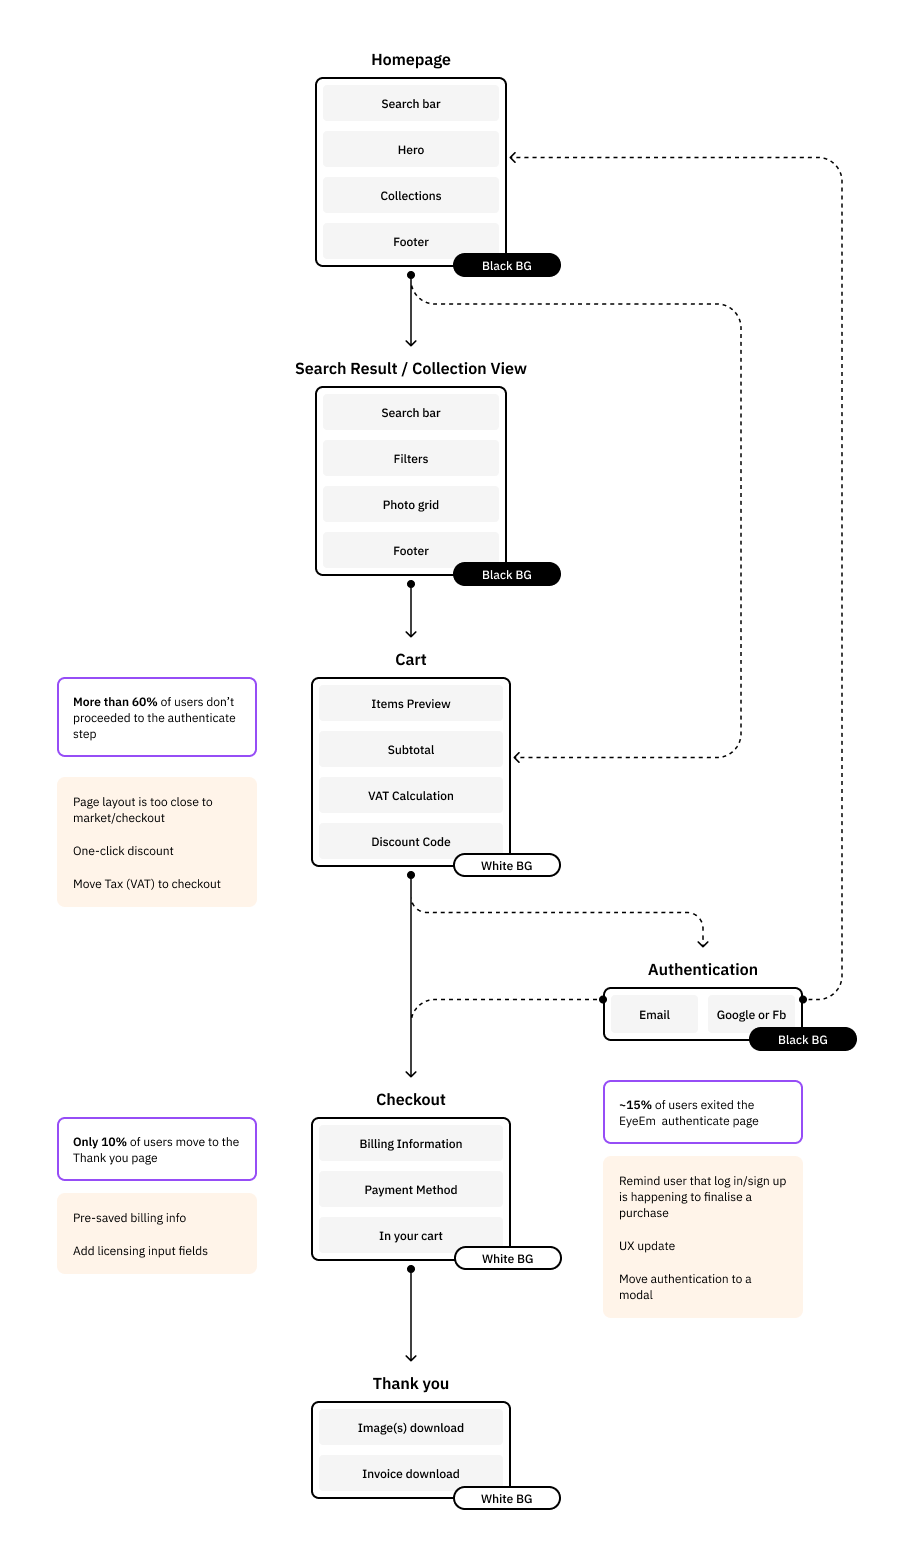 Homepage
Search bar
Hero
Collections
Footer
Black BG
Search Result / Collection View
Search bar
Filters
Photo grid
Footer
Black BG
Cart
Items Preview
Subtotal
VAT Calculation
Discount Code
White BG
More than 60% of users don’t
proceeded to the authenticate
step
Page layout is too close to
market/checkout
One-click discount
Move Tax (VAT) to checkout
Authentication
Email
Google or Fb
Black BG
~15% of users exited the
EyeEm authenticate page
Remind user that log in/sign up
is happening to finalise a
purchase
UX update
Move authentication to a
modal
Checkout
Billing Information
Payment Method
In your cart
White BG
Only 10% of users move to the
Thank you page
Pre-saved billing info
Add licensing input fields
Thank you
Image(s) download
Invoice download
White BG